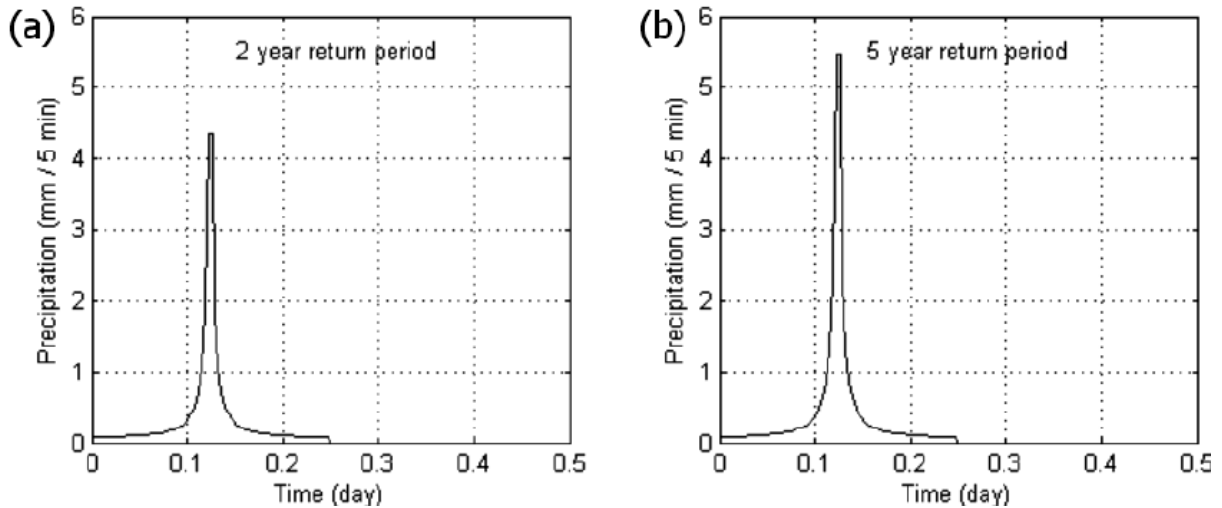 (a)
2 year return period
Precipitation (mm / 5 min)
6
5
4
3
2
1
0
0 0.1 0.2 0.3 0.4 0.5
Time (day)
(b)
5 year return period
Precipitation (mm / 5 min)
6
5
4
3
2
1
0
0 0.1 0.2 0.3 0.4 0.5
Time (day)